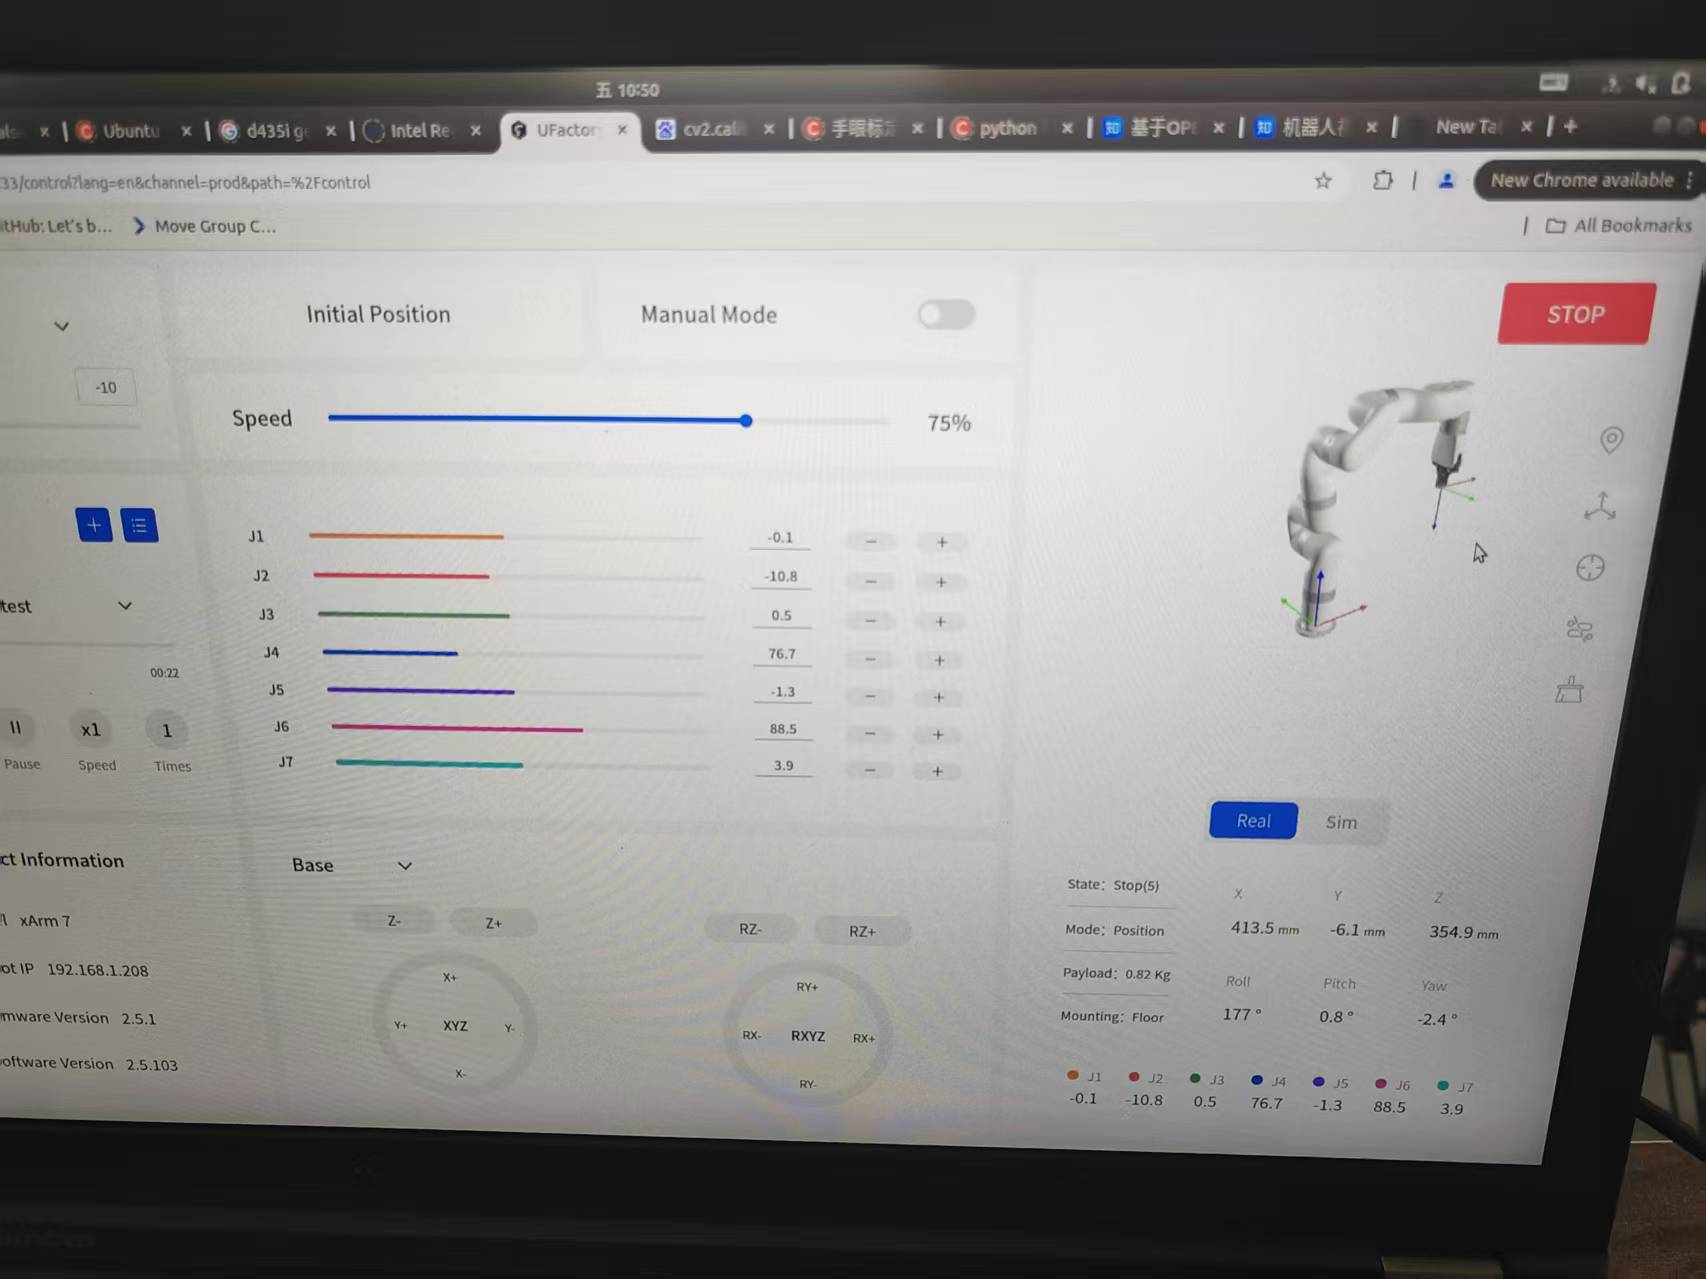 五 10:50
Ubuntu
d435i g
Intel Re
UFactor
cv2.cali
手眼标定
python
基于OPE
机器人
New Ta
33/control?lang=en&channel=prod&path=%2Fcontrol
New Chrome available
itHub: Let's b...
Move Group C...
All Bookmarks
Initial Position
Manual Mode
STOP
-10
Speed
75%
J1 -0.1 − +
J2 -10.8 − +
J3 0.5 − +
test
J4 76.7 − +
00:22
J5 -1.3 − +
J6 88.5 − +
J7 3.9 − +
x1
1
Pause
Speed
Times
Real
Sim
ct Information
Base
State: Stop(5)
X
Y
Z
xArm 7
Z-
Z+
RZ-
RZ+
Mode: Position
413.5 mm
-6.1 mm
354.9 mm
ot IP 192.168.1.208
X+
RY+
Payload: 0.82 Kg
Roll
Pitch
Yaw
mware Version 2.5.1
Y+
XYZ
Y-
RX-
RXYZ
RX+
Mounting: Floor
177 °
0.8 °
-2.4 °
oftware Version 2.5.103
X-
RY-
J1
J2
J3
J4
J5
J6
J7
-0.1
-10.8
0.5
76.7
-1.3
88.5
3.9